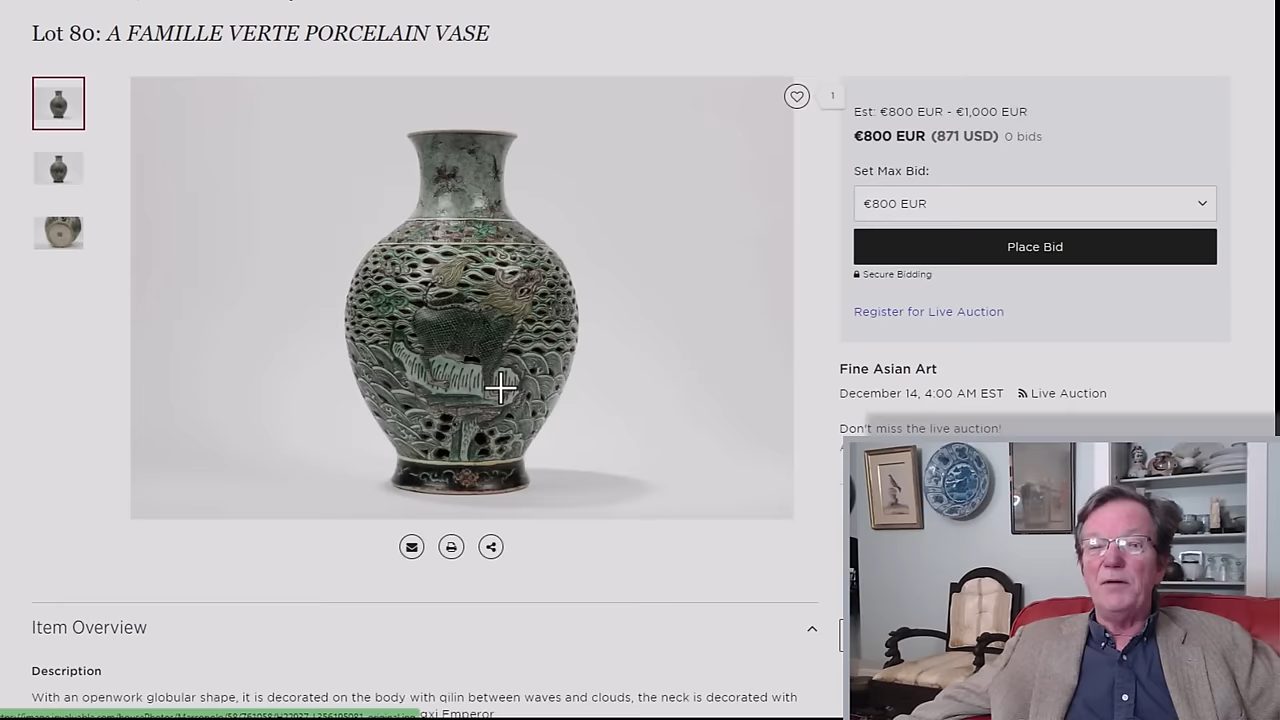 Lot 80: A FAMILLE VERTE PORCELAIN VASE
1
Est: €800 EUR - €1,000 EUR
€800 EUR (871 USD) 0 bids
Set Max Bid:
€800 EUR
Place Bid
Secure Bidding
Register for Live Auction
Fine Asian Art
December 14, 4:00 AM EST Live Auction
Don't miss the live auction!
Item Overview
Description
With an openwork globular shape, it is decorated on the body with qilin between waves and clouds, the neck is decorated with
Emperor